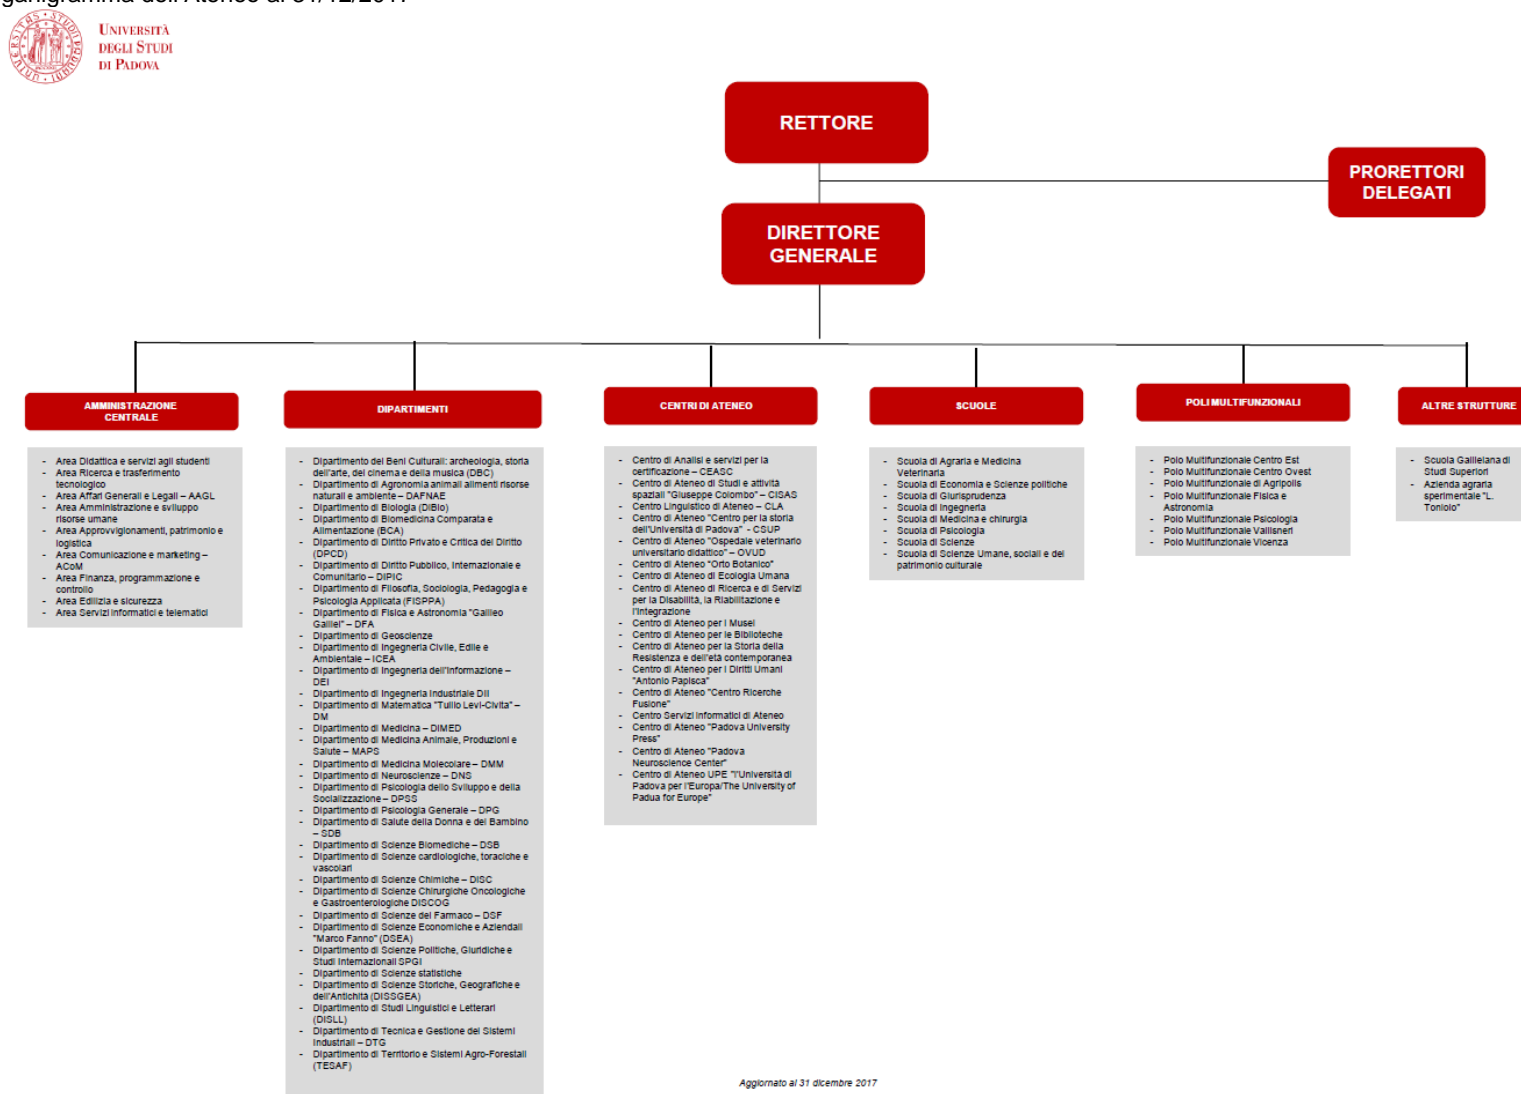 ganigramma dell'Ateneo al 31/12/2017
UNIVERSITÀ
DEGLI STUDI
DI PADOVA
RETTORE
PRORETTORI
DELEGATI
DIRETTORE
GENERALE
AMMINISTRAZIONE
CENTRALE
- Area Didattica e servizi agli studenti
- Area Ricerca e trasferimento
tecnologico
- Area Affari Generali e Legali – AAGL
- Area Amministrazione e sviluppo
risorse umane
- Area Approvvigionamenti, patrimonio e
logistica
- Area Comunicazione e marketing –
ACoM
- Area Finanza, programmazione e
controllo
- Area Edilizia e sicurezza
- Area Servizi informatici e telematici
DIPARTIMENTI
- Dipartimento dei Beni Culturali: archeologia, storia
dell'arte, del cinema e della musica (DBC)
- Dipartimento di Agronomia animali alimenti risorse
naturali e ambiente – DAFNAE
- Dipartimento di Biologia (DiBio)
- Dipartimento di Biomedicina Comparata e
Alimentazione (BCA)
- Dipartimento di Diritto Privato e Critica del Diritto
(DPCD)
- Dipartimento di Diritto Pubblico, Internazionale e
Comunitario – DIPIC
- Dipartimento di Filosofia, Sociologia, Pedagogia e
Psicologia Applicata (FISPPA)
- Dipartimento di Fisica e Astronomia "Galileo
Galilei" – DFA
- Dipartimento di Geoscienze
- Dipartimento di Ingegneria Civile, Edile e
Ambientale – ICEA
- Dipartimento di Ingegneria dell'Informazione –
DEI
- Dipartimento di Ingegneria Industriale DII
- Dipartimento di Matematica "Tullio Levi-Civita" –
DM
- Dipartimento di Medicina – DIMED
- Dipartimento di Medicina Animale, Produzioni e
Salute – MAPS
- Dipartimento di Medicina Molecolare – DMM
- Dipartimento di Neuroscienze – DNS
- Dipartimento di Psicologia dello Sviluppo e della
Socializzazione – DPSS
- Dipartimento di Psicologia Generale – DPG
- Dipartimento di Salute della Donna e del Bambino
– SDB
- Dipartimento di Scienze Biomediche – DSB
- Dipartimento di Scienze cardiologiche, toraciche e
vascolari
- Dipartimento di Scienze Chimiche – DISC
- Dipartimento di Scienze Chirurgiche Oncologiche
e Gastroenterologiche DISCOG
- Dipartimento di Scienze del Farmaco – DSF
- Dipartimento di Scienze Economiche e Aziendali
"Marco Fanno" (DSEA)
- Dipartimento di Scienze Politiche, Giuridiche e
Studi Internazionali SPGI
- Dipartimento di Scienze statistiche
- Dipartimento di Scienze Storiche, Geografiche e
dell'Antichità (DISSGEA)
- Dipartimento di Studi Linguistici e Letterari
(DISLL)
- Dipartimento di Tecnica e Gestione dei Sistemi
Industriali – DTG
- Dipartimento di Territorio e Sistemi Agro-Forestali
(TESAF)
CENTRI DI ATENEO
- Centro di Analisi e servizi per la
certificazione – CEASC
- Centro di Ateneo di Studi e attività
spaziali "Giuseppe Colombo" – CISAS
- Centro Linguistico di Ateneo – CLA
- Centro di Ateneo "Centro per la storia
dell'Università di Padova" - CSUP
- Centro di Ateneo "Ospedale veterinario
universitario didattico" – OVUD
- Centro di Ateneo "Orto Botanico"
- Centro di Ateneo di Ecologia Umana
- Centro di Ateneo di Ricerca e di Servizi
per la Disabilità, la Riabilitazione e
l'Integrazione
- Centro di Ateneo per i Musei
- Centro di Ateneo per le Biblioteche
- Centro di Ateneo per la Storia della
Resistenza e dell'età contemporanea
- Centro di Ateneo per i Diritti Umani
"Antonio Papisca"
- Centro di Ateneo "Centro Ricerche
Fusione"
- Centro Servizi Informatici di Ateneo
- Centro di Ateneo "Padova University
Press"
- Centro di Ateneo "Padova
Neuroscience Center"
- Centro di Ateneo UPE "l'Università di
Padova per l'Europa/The University of
Padua for Europe"
SCUOLE
- Scuola di Agraria e Medicina
Veterinaria
- Scuola di Economia e Scienze politiche
- Scuola di Giurisprudenza
- Scuola di Ingegneria
- Scuola di Medicina e chirurgia
- Scuola di Psicologia
- Scuola di Scienze
- Scuola di Scienze Umane, sociali e del
patrimonio culturale
POLI MULTIFUNZIONALI
- Polo Multifunzionale Centro Est
- Polo Multifunzionale Centro Ovest
- Polo Multifunzionale di Agripolis
- Polo Multifunzionale Fisica e
Astronomia
- Polo Multifunzionale Psicologia
- Polo Multifunzionale Vallisneri
- Polo Multifunzionale Vicenza
ALTRE STRUTTURE
- Scuola Galileiana di
Studi Superiori
- Azienda agraria
sperimentale "L.
Toniolo"
Aggiornato al 31 dicembre 2017